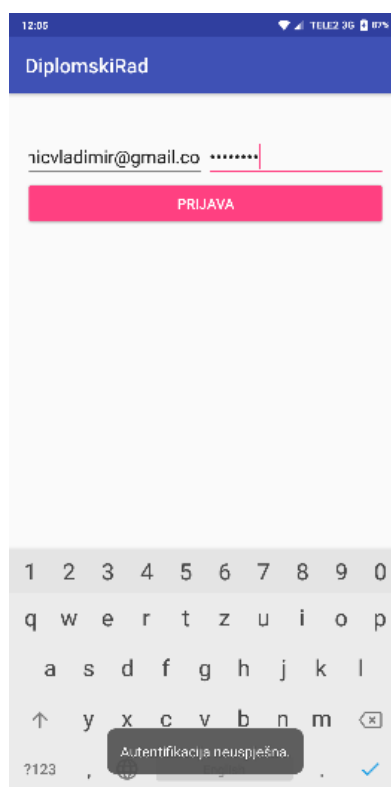 12:05 TELE2 3G 87%
DiplomskiRad
nicvladimir@gmail.co ••••••••
PRIJAVA
1 2 3 4 5 6 7 8 9 0
q w e r t z u i o p
a s d f g h j k l
y x c v b n m
Autentifikacija neuspješna.
?123 , .